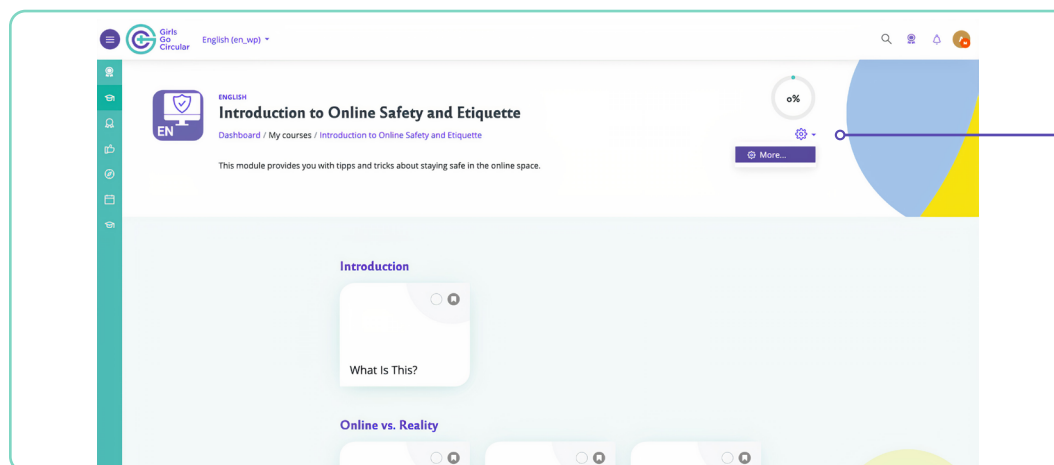 Girls
Go
Circular
English (en_wp)
0%
ENGLISH
Introduction to Online Safety and Etiquette
EN
Dashboard / My courses / Introduction to Online Safety and Etiquette
More...
This module provides you with tipps and tricks about staying safe in the online space.
Introduction
What Is This?
Online vs. Reality